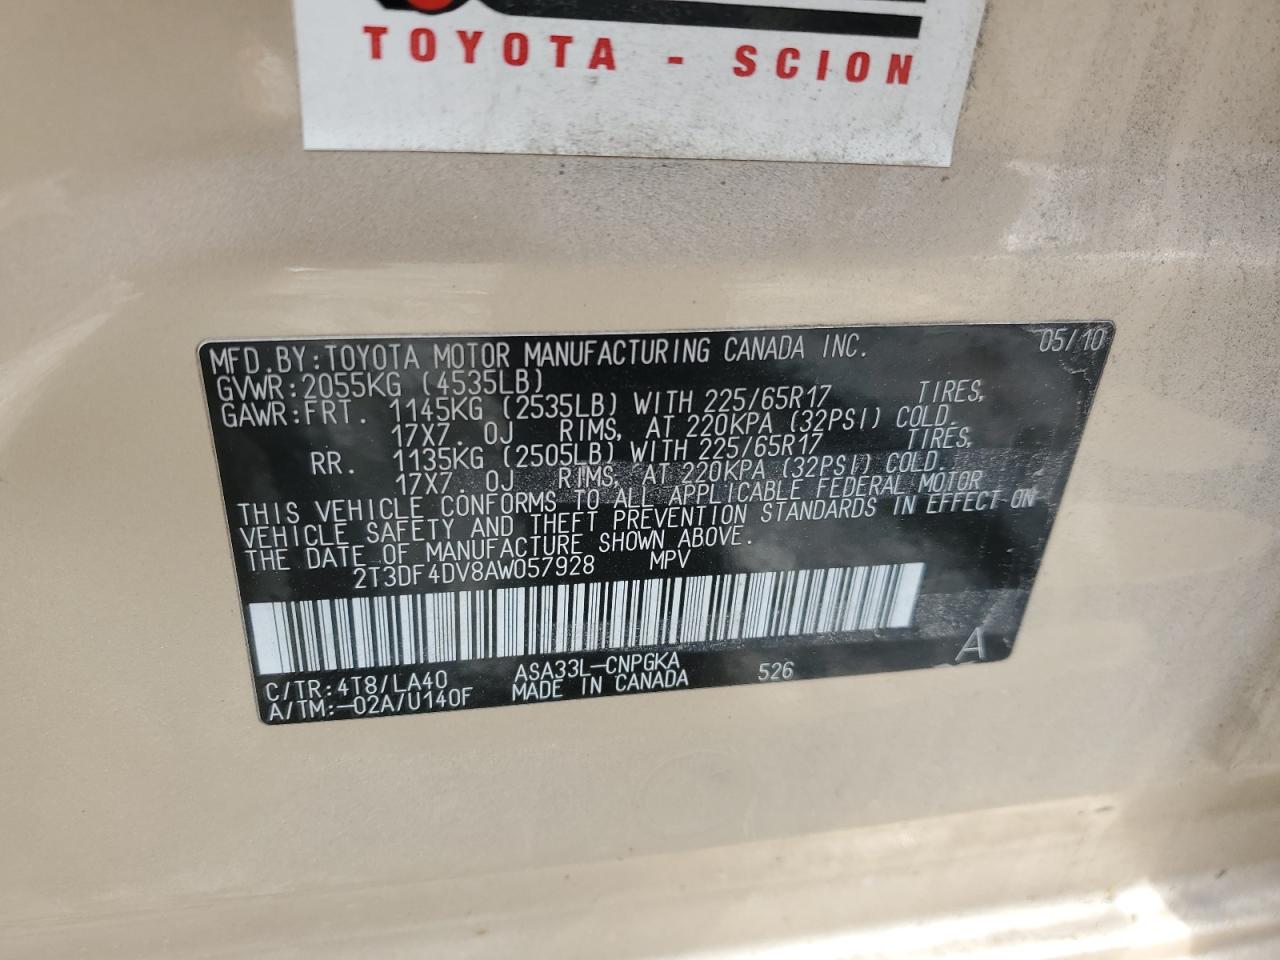 TOYOTA - SCION
MFD.BY:TOYOTA MOTOR MANUFACTURING CANADA INC. 05/10
GVWR:2055KG (4535LB)
GAWR:FRT. 1145KG (2535LB) WITH 225/65R17 TIRES,
17X7. 0J RIMS, AT 220KPA (32PSI) COLD.
RR. 1135KG (2505LB) WITH 225/65R17 TIRES,
17X7. 0J RIMS, AT 220KPA (32PSI) COLD.
THIS VEHICLE CONFORMS TO ALL APPLICABLE FEDERAL MOTOR
VEHICLE SAFETY AND THEFT PREVENTION STANDARDS IN EFFECT ON
THE DATE OF MANUFACTURE SHOWN ABOVE.
2T3DF4DV8AW057928 MPV
C/TR:4T8/LA40 ASA33L-CNPGKA 526 A
A/TM:-02A/U140F MADE IN CANADA